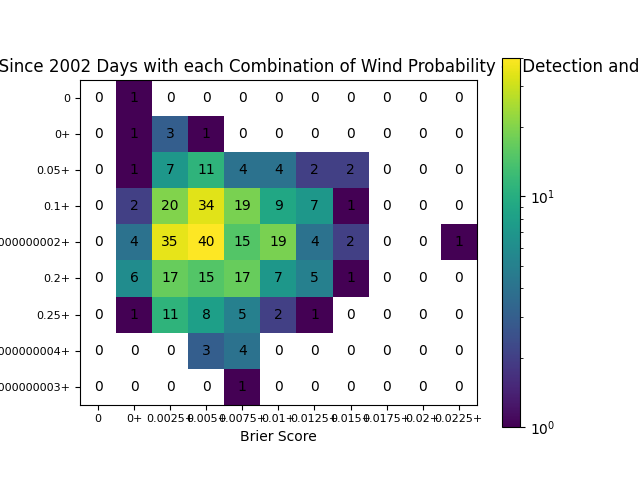 Since 2002 Days with each Combination of Wind Probability Detection and
0 0 1 0 0 0 0 0 0 0 0 0
0+ 0 1 3 1 0 0 0 0 0 0 0
0.05+ 0 1 7 11 4 4 2 2 0 0 0
0.1+ 0 2 20 34 19 9 7 1 0 0 0
000000002+ 0 4 35 40 15 19 4 2 0 0 1
0.2+ 0 6 17 15 17 7 5 1 0 0 0
0.25+ 0 1 11 8 5 2 1 0 0 0 0
000000004+ 0 0 0 3 4 0 0 0 0 0 0
000000003+ 0 0 0 0 1 0 0 0 0 0 0
0 0+ 0.0025+ 0.005+ 0.0075+ 0.01+ 0.0125+ 0.015+ 0.0175+ 0.02+ 0.0225+
Brier Score
10¹
10⁰